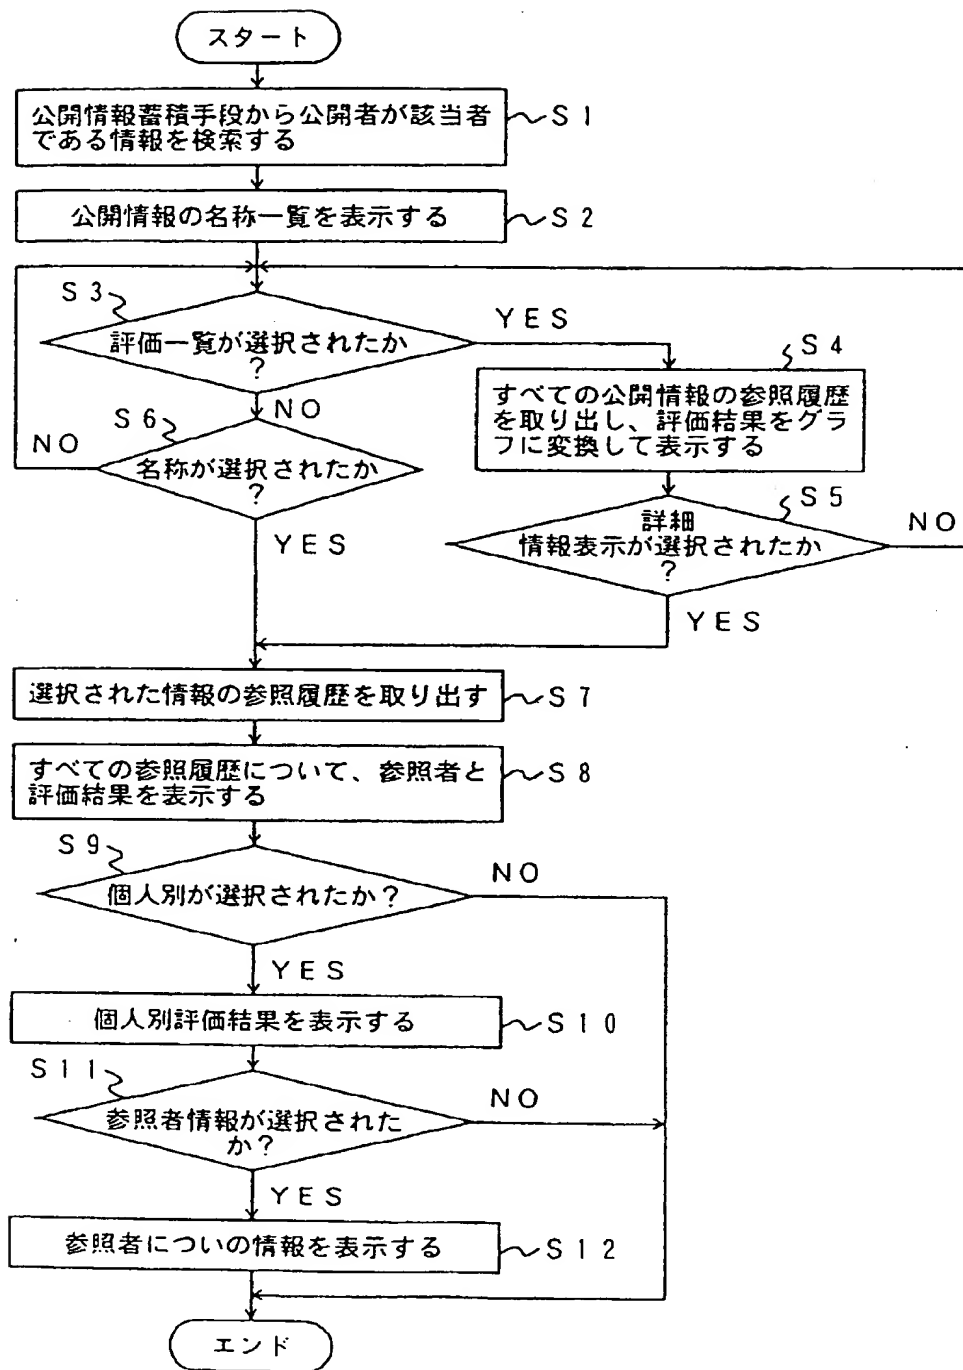 スタート
公開情報蓄積手段から公開者が該当者
である情報を検索する
S1
公開情報の名称一覧を表示する
S2
S3
評価一覧が選択されたか
?
YES
NO
S4
すべての公開情報の参照履歴
を取り出し、評価結果をグラ
フに変換して表示する
S6
NO
名称が選択されたか
?
YES
S5
詳細
情報表示が選択されたか
?
NO
YES
選択された情報の参照履歴を取り出す
S7
すべての参照履歴について、参照者と
評価結果を表示する
S8
S9
個人別が選択されたか?
NO
YES
個人別評価結果を表示する
S10
S11
参照者情報が選択された
か?
NO
YES
参照者についの情報を表示する
S12
エンド